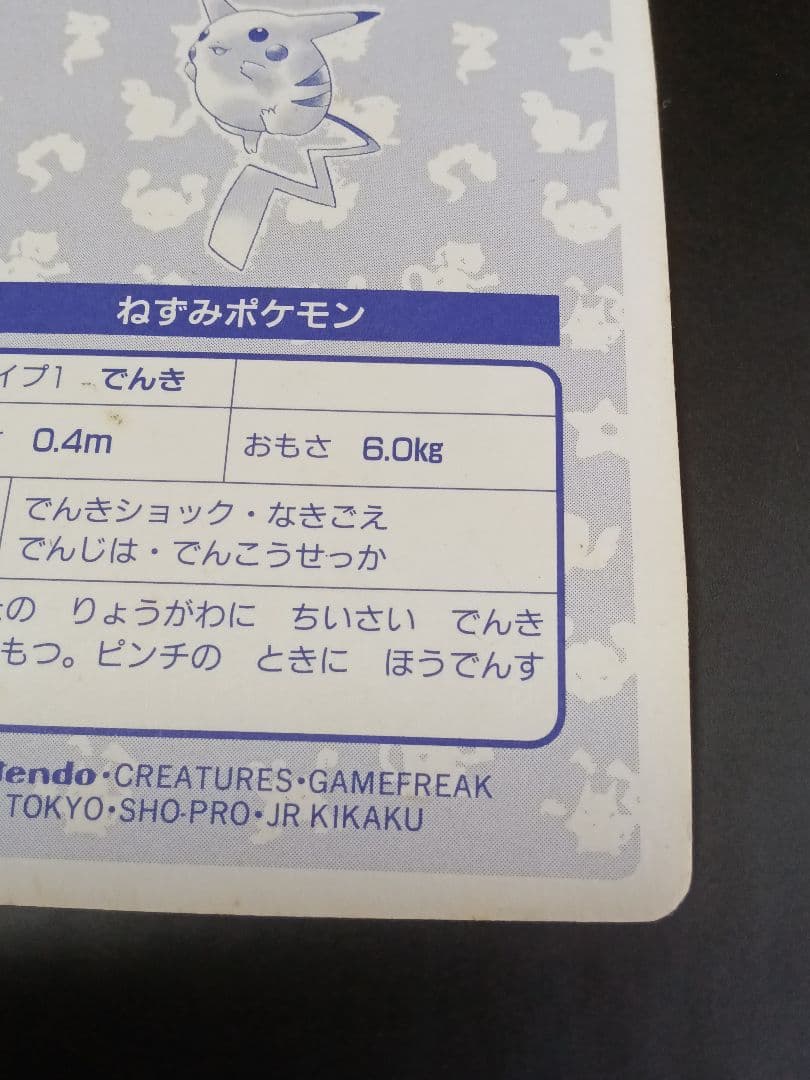 ねずみポケモン
イプ1 でんき
0.4m おもさ 6.0kg
でんきショック・なきごえ
でんじは・でんこうせっか
の りょうがわに ちいさい でんき
もつ。ピンチの ときに ほうでんす
tendo・CREATURES・GAMEFREAK
TOKYO・SHO-PRO・JR KIKAKU